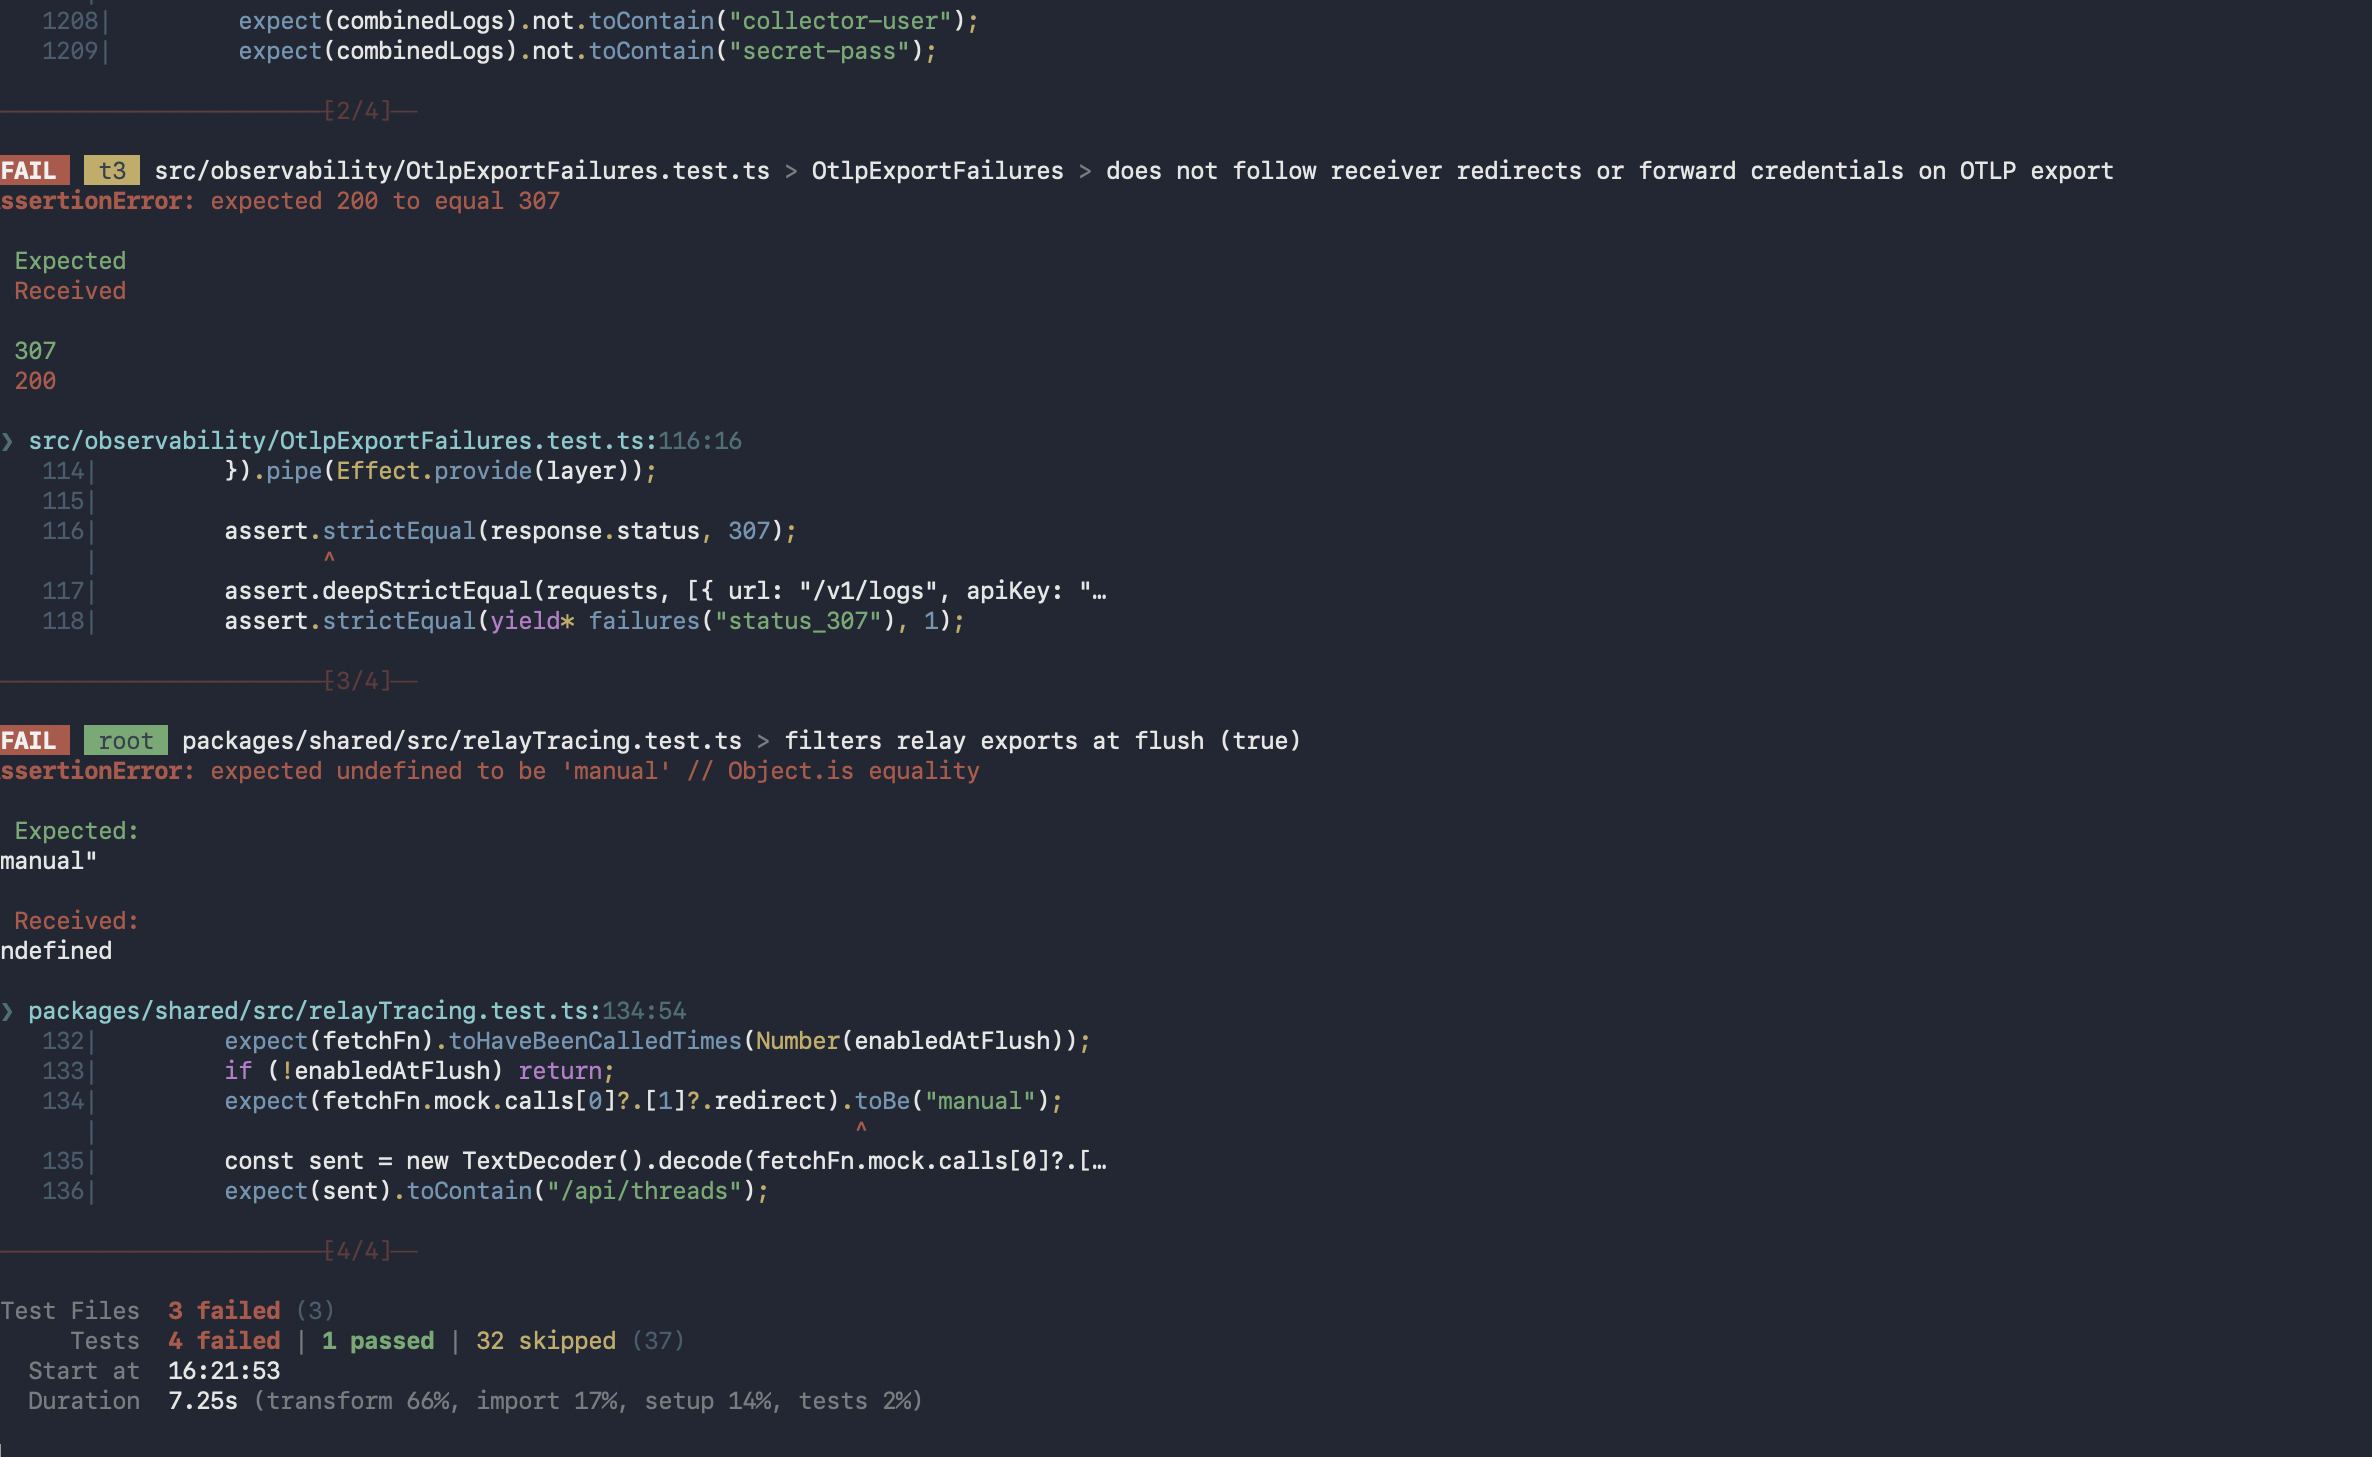 1208|         expect(combinedLogs).not.toContain("collector-user");
1209|         expect(combinedLogs).not.toContain("secret-pass");
[2/4]
FAIL  t3  src/observability/OtlpExportFailures.test.ts > OtlpExportFailures > does not follow receiver redirects or forward credentials on OTLP export
ssertionError: expected 200 to equal 307
Expected
Received
307
200
❯ src/observability/OtlpExportFailures.test.ts:116:16
114|         }).pipe(Effect.provide(layer));
115|
116|         assert.strictEqual(response.status, 307);
|                ^
117|         assert.deepStrictEqual(requests, [{ url: "/v1/logs", apiKey: "…
118|         assert.strictEqual(yield* failures("status_307"), 1);
[3/4]
FAIL  root  packages/shared/src/relayTracing.test.ts > filters relay exports at flush (true)
ssertionError: expected undefined to be 'manual' // Object.is equality
Expected:
manual"
Received:
ndefined
❯ packages/shared/src/relayTracing.test.ts:134:54
132|         expect(fetchFn).toHaveBeenCalledTimes(Number(enabledAtFlush));
133|         if (!enabledAtFlush) return;
134|         expect(fetchFn.mock.calls[0]?.[1]?.redirect).toBe("manual");
|                                                      ^
135|         const sent = new TextDecoder().decode(fetchFn.mock.calls[0]?.[…
136|         expect(sent).toContain("/api/threads");
[4/4]
Test Files  3 failed (3)
Tests  4 failed | 1 passed | 32 skipped (37)
Start at  16:21:53
Duration  7.25s (transform 66%, import 17%, setup 14%, tests 2%)